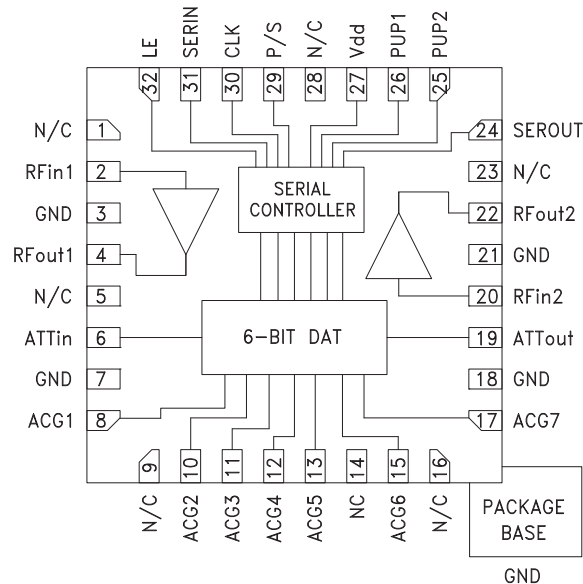 LE
SERIN
CLK
P/S
N/C
Vdd
PUP1
PUP2
32
31
30
29
28
27
26
25
N/C
1
RFin1
2
GND
3
RFout1
4
N/C
5
ATTin
6
GND
7
ACG1
8
SERIAL
CONTROLLER
6-BIT DAT
24
SEROUT
23
N/C
22
RFout2
21
GND
20
RFin2
19
ATTout
18
GND
17
ACG7
9
10
11
12
13
14
15
16
N/C
ACG2
ACG3
ACG4
ACG5
NC
ACG6
N/C
PACKAGE
BASE
GND